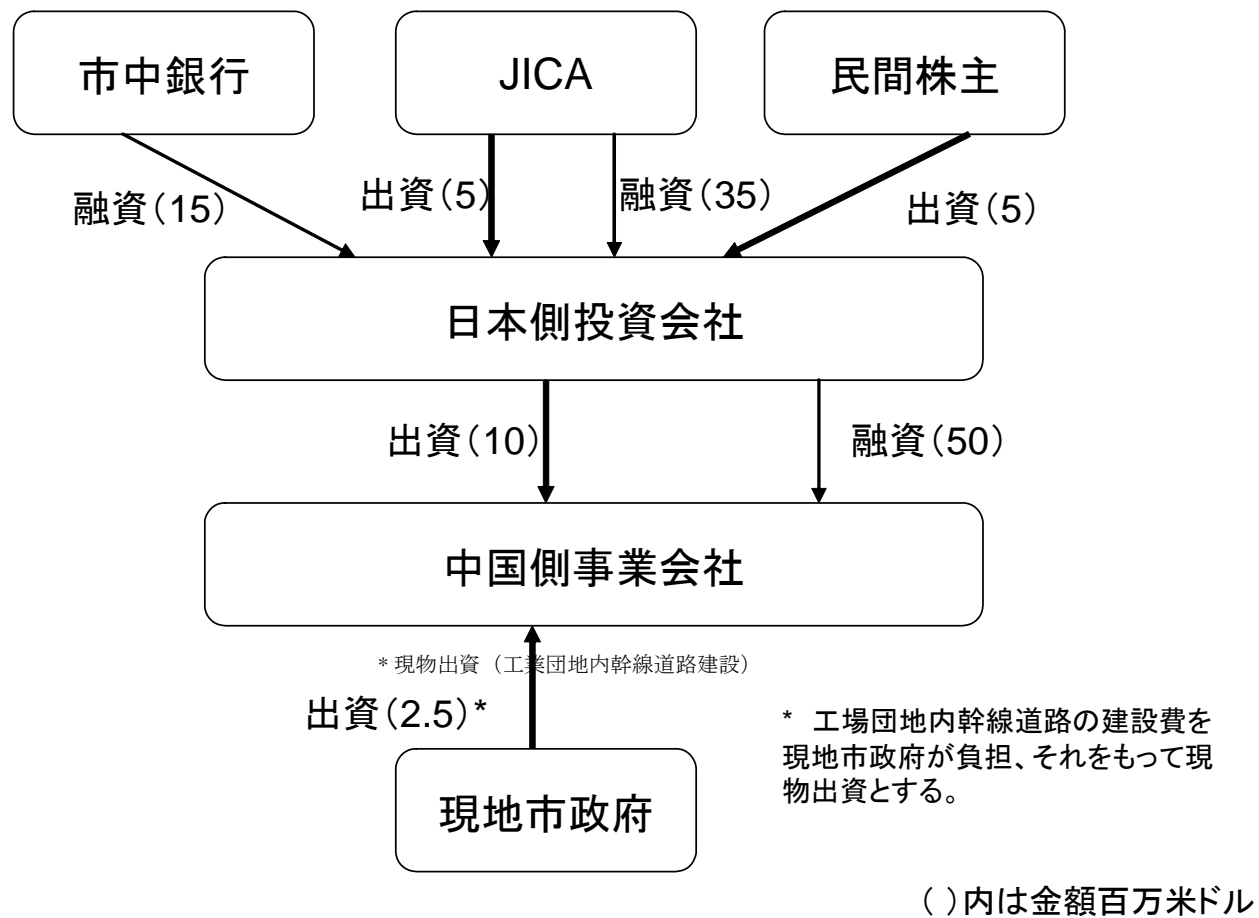 市中銀行
JICA
民間株主
融資(15)
出資(5)
融資(35)
出資(5)
日本側投資会社
出資(10)
融資(50)
中国側事業会社
* 現物出資（工業団地内幹線道路建設）
出資(2.5)*
* 工場団地内幹線道路の建設費を
現地市政府が負担、それをもって現
物出資とする。
現地市政府
( )内は金額百万米ドル